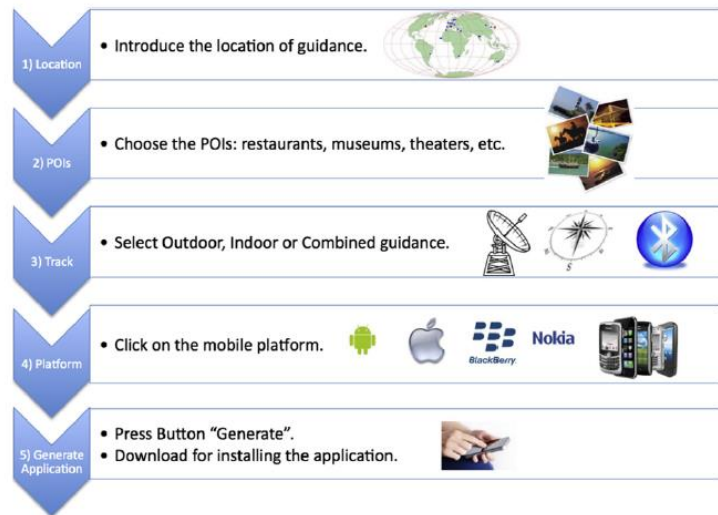 1) Location
• Introduce the location of guidance.
2) POIs
• Choose the POIs: restaurants, museums, theaters, etc.
3) Track
• Select Outdoor, Indoor or Combined guidance.
S
4) Platform
• Click on the mobile platform.
BlackBerry.
Nokia
5) Generate
Application
• Press Button “Generate”.
• Download for installing the application.